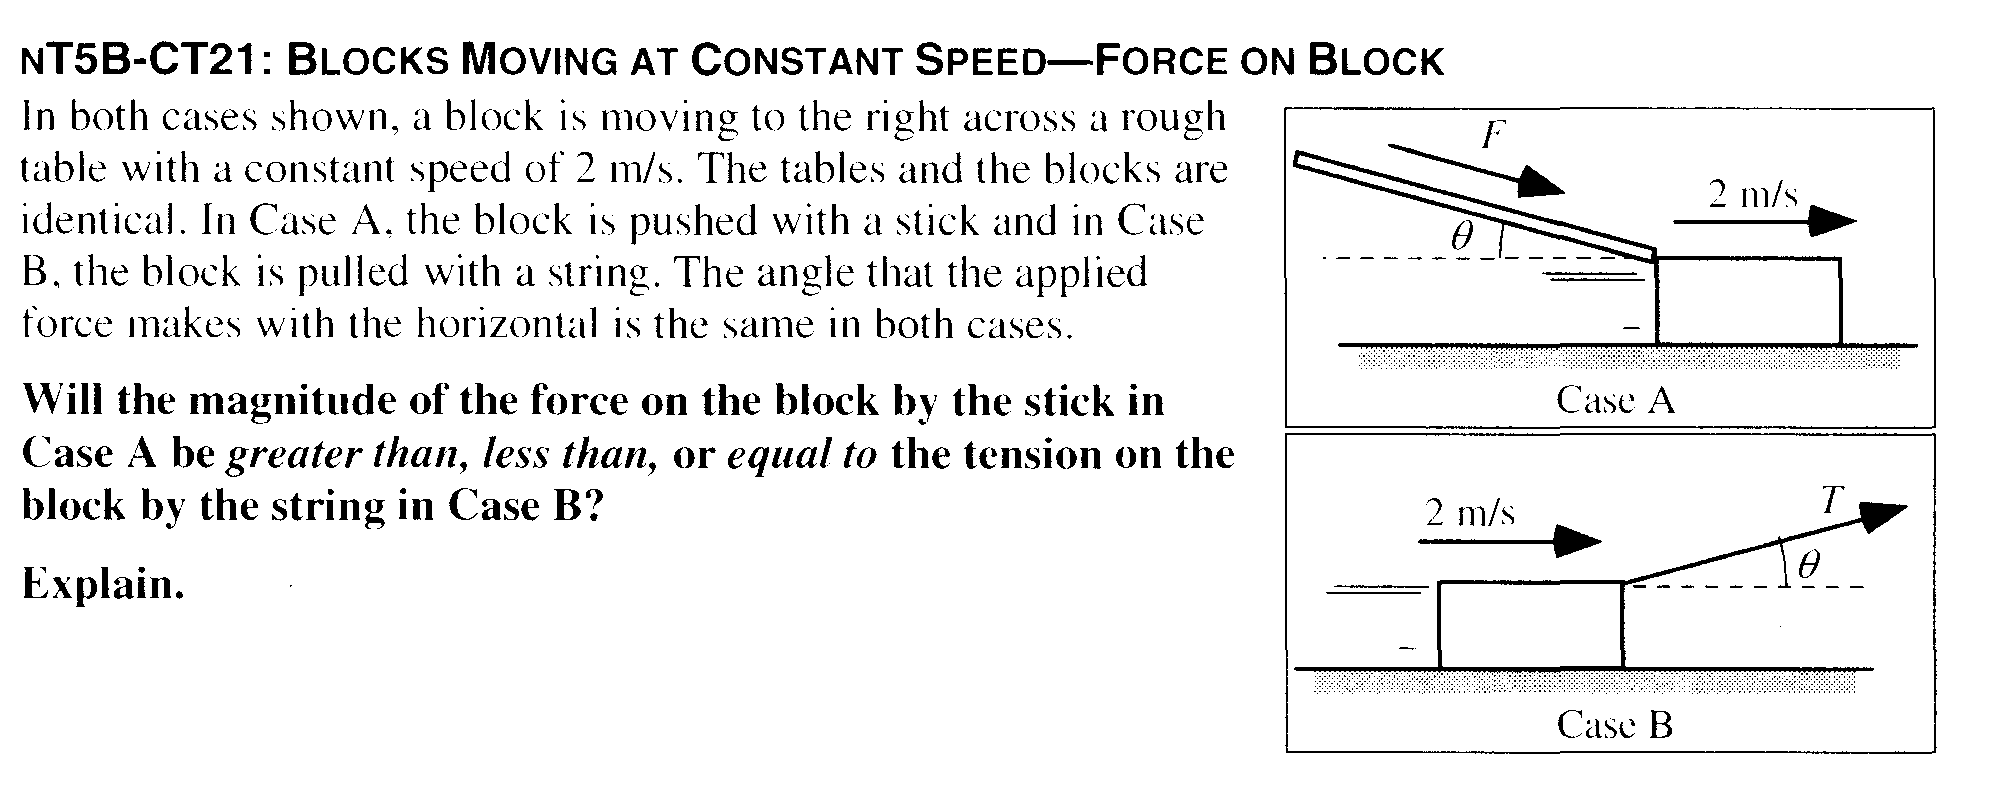 NT5B-CT21: BLOCKS MOVING AT CONSTANT SPEED—FORCE ON BLOCK
In both cases shown, a block is moving to the right across a rough
table with a constant speed of 2 m/s. The tables and the blocks are
identical. In Case A, the block is pushed with a stick and in Case
B, the block is pulled with a string. The angle that the applied
force makes with the horizontal is the same in both cases.
Will the magnitude of the force on the block by the stick in
Case A be greater than, less than, or equal to the tension on the
block by the string in Case B?
Explain.
F
2 m/s
θ
Case A
2 m/s
T
θ
Case B